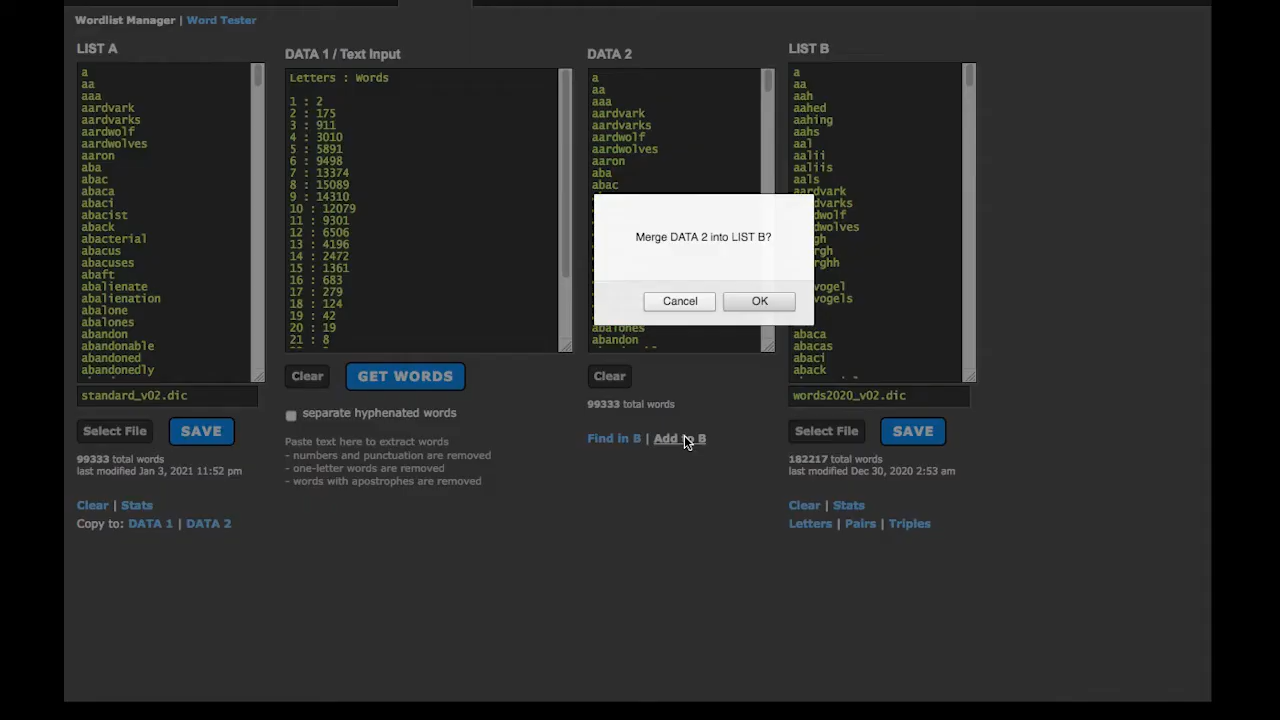 Wordlist Manager | Word Tester
LIST A
a
aa
aaa
aardvark
aardvarks
aardwolf
aardwolves
aaron
aba
abac
abaca
abaci
abacist
aback
abacterial
abacus
abacuses
abaft
abalienate
abalienation
abalone
abalones
abandon
abandonable
abandoned
abandonedly
standard_v02.dic
Select File
SAVE
99333 total words
last modified Jan 3, 2021 11:52 pm
Clear | Stats
Copy to: DATA 1 | DATA 2
DATA 1 / Text Input
Letters : Words
1 : 2
2 : 175
3 : 911
4 : 3010
5 : 5891
6 : 9498
7 : 13374
8 : 15089
9 : 14310
10 : 12079
11 : 9301
12 : 6506
13 : 4196
14 : 2472
15 : 1361
16 : 683
17 : 279
18 : 124
19 : 42
20 : 19
21 : 8
Clear
GET WORDS
separate hyphenated words
Paste text here to extract words
- numbers and punctuation are removed
- one-letter words are removed
- words with apostrophes are removed
DATA 2
a
aa
aaa
aardvark
aardvarks
aardwolf
aardwolves
aaron
aba
abac
Merge DATA 2 into LIST B?
Cancel
OK
abalones
abandon
Clear
99333 total words
Find in B | Add to B
LIST B
a
aa
aah
aahed
aahing
aahs
aal
aalii
aaliis
aals
aardvark
dvarks
dwolf
dwolves
gh
rgh
rghh
vogel
vogels
abaca
abacas
abaci
aback
words2020_v02.dic
Select File
SAVE
182217 total words
last modified Dec 30, 2020 2:53 am
Clear | Stats
Letters | Pairs | Triples